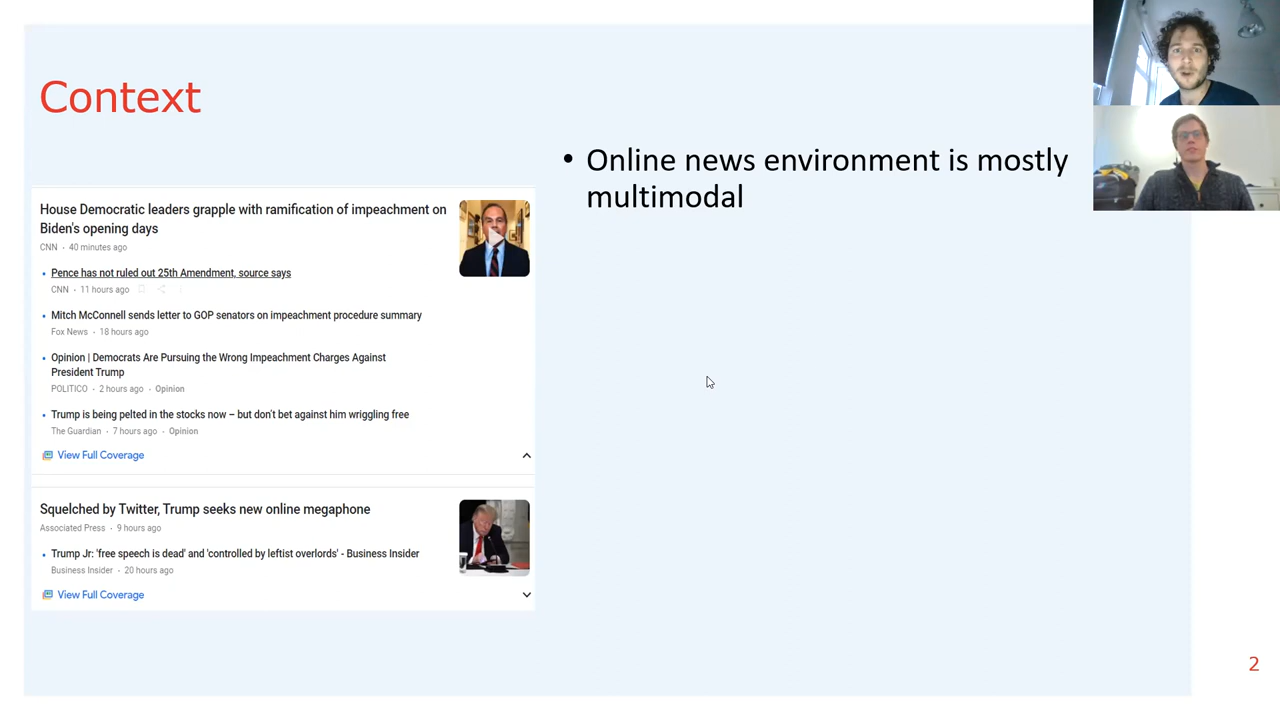 Context
• Online news environment is mostly
multimodal
House Democratic leaders grapple with ramification of impeachment on
Biden's opening days
CNN • 40 minutes ago
• Pence has not ruled out 25th Amendment, source says
CNN • 11 hours ago
• Mitch McConnell sends letter to GOP senators on impeachment procedure summary
Fox News • 18 hours ago
• Opinion | Democrats Are Pursuing the Wrong Impeachment Charges Against
President Trump
POLITICO • 2 hours ago • Opinion
• Trump is being pelted in the stocks now – but don't bet against him wriggling free
The Guardian • 7 hours ago • Opinion
View Full Coverage
Squelched by Twitter, Trump seeks new online megaphone
Associated Press • 9 hours ago
• Trump Jr: 'free speech is dead' and 'controlled by leftist overlords' - Business Insider
Business Insider • 20 hours ago
View Full Coverage
2